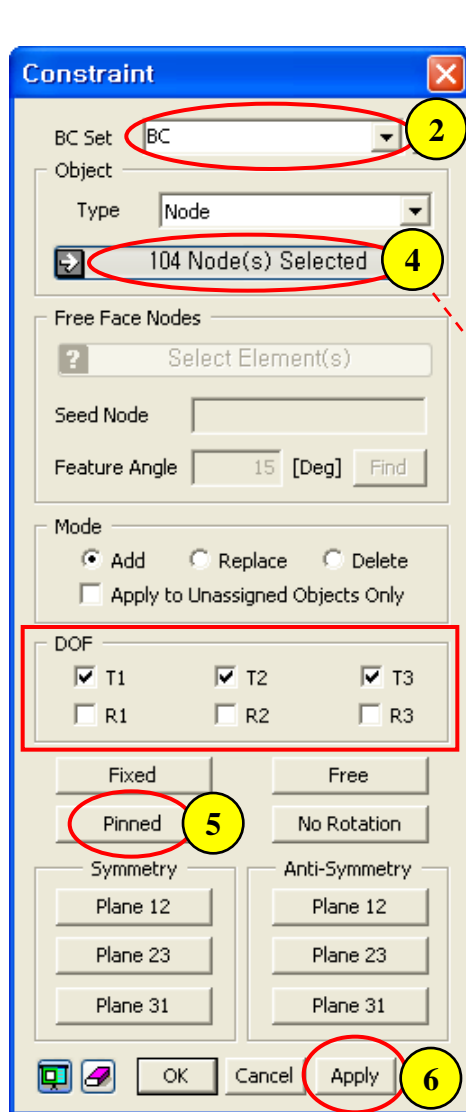 Constraint
BC Set BC 2
Object
Type Node
104 Node(s) Selected 4
Free Face Nodes
? Select Element(s)
Seed Node
Feature Angle 15 [Deg] Find
Mode
Add Replace Delete
Apply to Unassigned Objects Only
DOF
T1 T2 T3
R1 R2 R3
Fixed Free
Pinned 5 No Rotation
Symmetry Anti-Symmetry
Plane 12 Plane 12
Plane 23 Plane 23
Plane 31 Plane 31
OK Cancel Apply 6